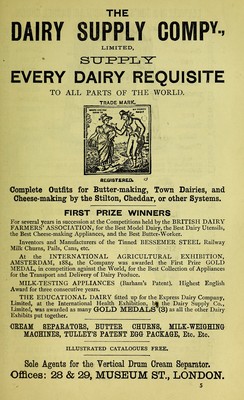 THE
DAIRY SUPPLY COMPY.,
LIMITED,
SUPPLY
EVERY DAIRY REQUISITE
TO ALL PARTS OF THE WORLD.
TRADE MARK,
REGISTERED.
Complete Outfits for Butter-making, Town Dairies, and
Cheese-making by the Stilton, Cheddar, or other Systems.
FIRST PRIZE WINNERS
For several years in succession at the Competitions held by the BRITISH DAIRY
FARMERS' ASSOCIATION, for the Best Model Dairy, the Best Dairy Utensils,
the Best Cheese-making Appliances, and the Best Butter-Worker.
Inventors and Manufacturers of the Tinned BESSEMER STEEL Railway
Milk Churns, Pails, Cans, etc.
At the INTERNATIONAL AGRICULTURAL EXHIBITION,
AMSTERDAM, 1884, the Company was awarded the First Prize GOLD
MEDAL, in competition against the World, for the Best Collection of Appliances
for the Transport and Delivery of Dairy Produce.
MILK-TESTING APPLIANCES (Barham's Patent). Highest English
Award for three consecutive years.
THE EDUCATIONAL DAIRY fitted up for the Express Dairy Company,
Limited, at the International Health Exhibition, by the Dairy Supply Co.,
Limited, was awarded as many GOLD MEDALS (3) as all the other Dairy
Exhibits put together.
CREAM SEPARATORS, BUTTER CHURNS, MILK-WEIGHING
MACHINES, TULLEY'S PATENT EGG PACKAGE, Etc. Etc.
ILLUSTRATED CATALOGUES FREE.
Sole Agents for the Vertical Drum Cream Separator.
Offices: 28 & 29, MUSEUM ST., LONDON.
5